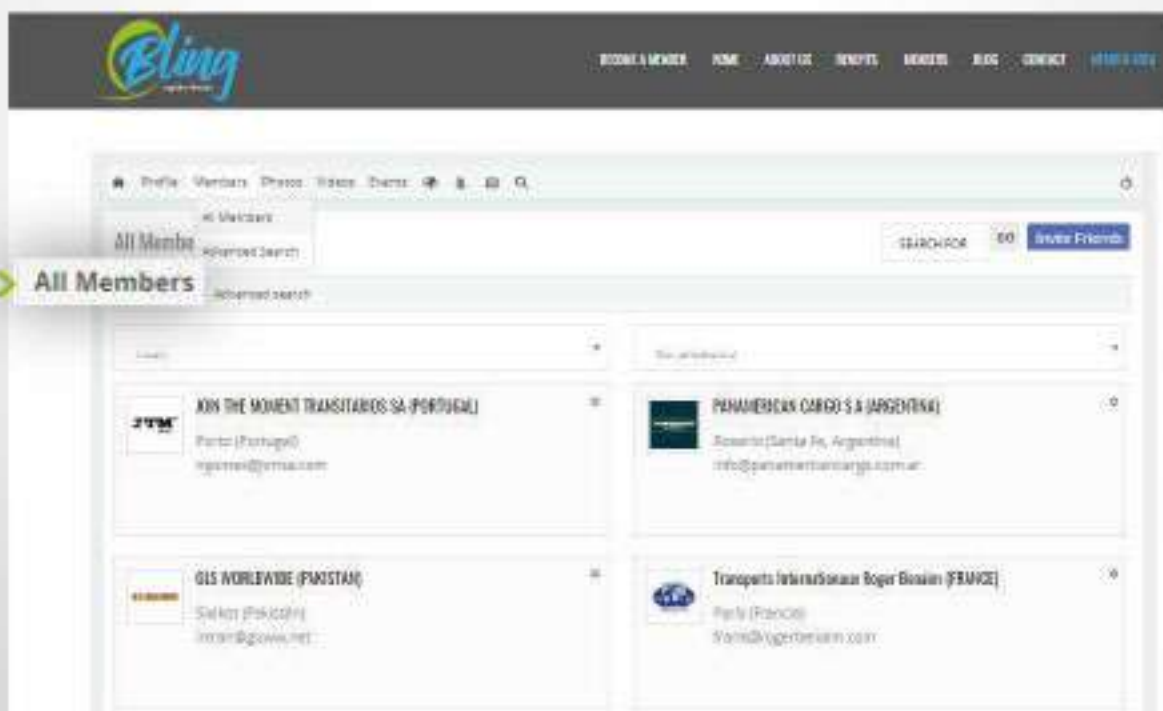 Bling
BECOME A MEMBER HOME ABOUT US BENEFITS MEMBERS BLOG CONTACT
Profile Members Photos Videos Events
All Members
Advanced Search
All Membe
SEARCH FOR GO Invite Friends
All Members
Advanced search
JOIN THE MOMENT TRANSITARIOS SA (PORTUGAL)
Porto (Portugal)
PANAMERICAN CARGO S A (ARGENTINA)
Rosario (Santa Fe, Argentina)
info@panamericancargo.com.ar
GLS WORLDWIDE (PAKISTAN)
Sialkot (Pakistan)
Transports Internationaux Roger Benaim (FRANCE)
Paris (France)